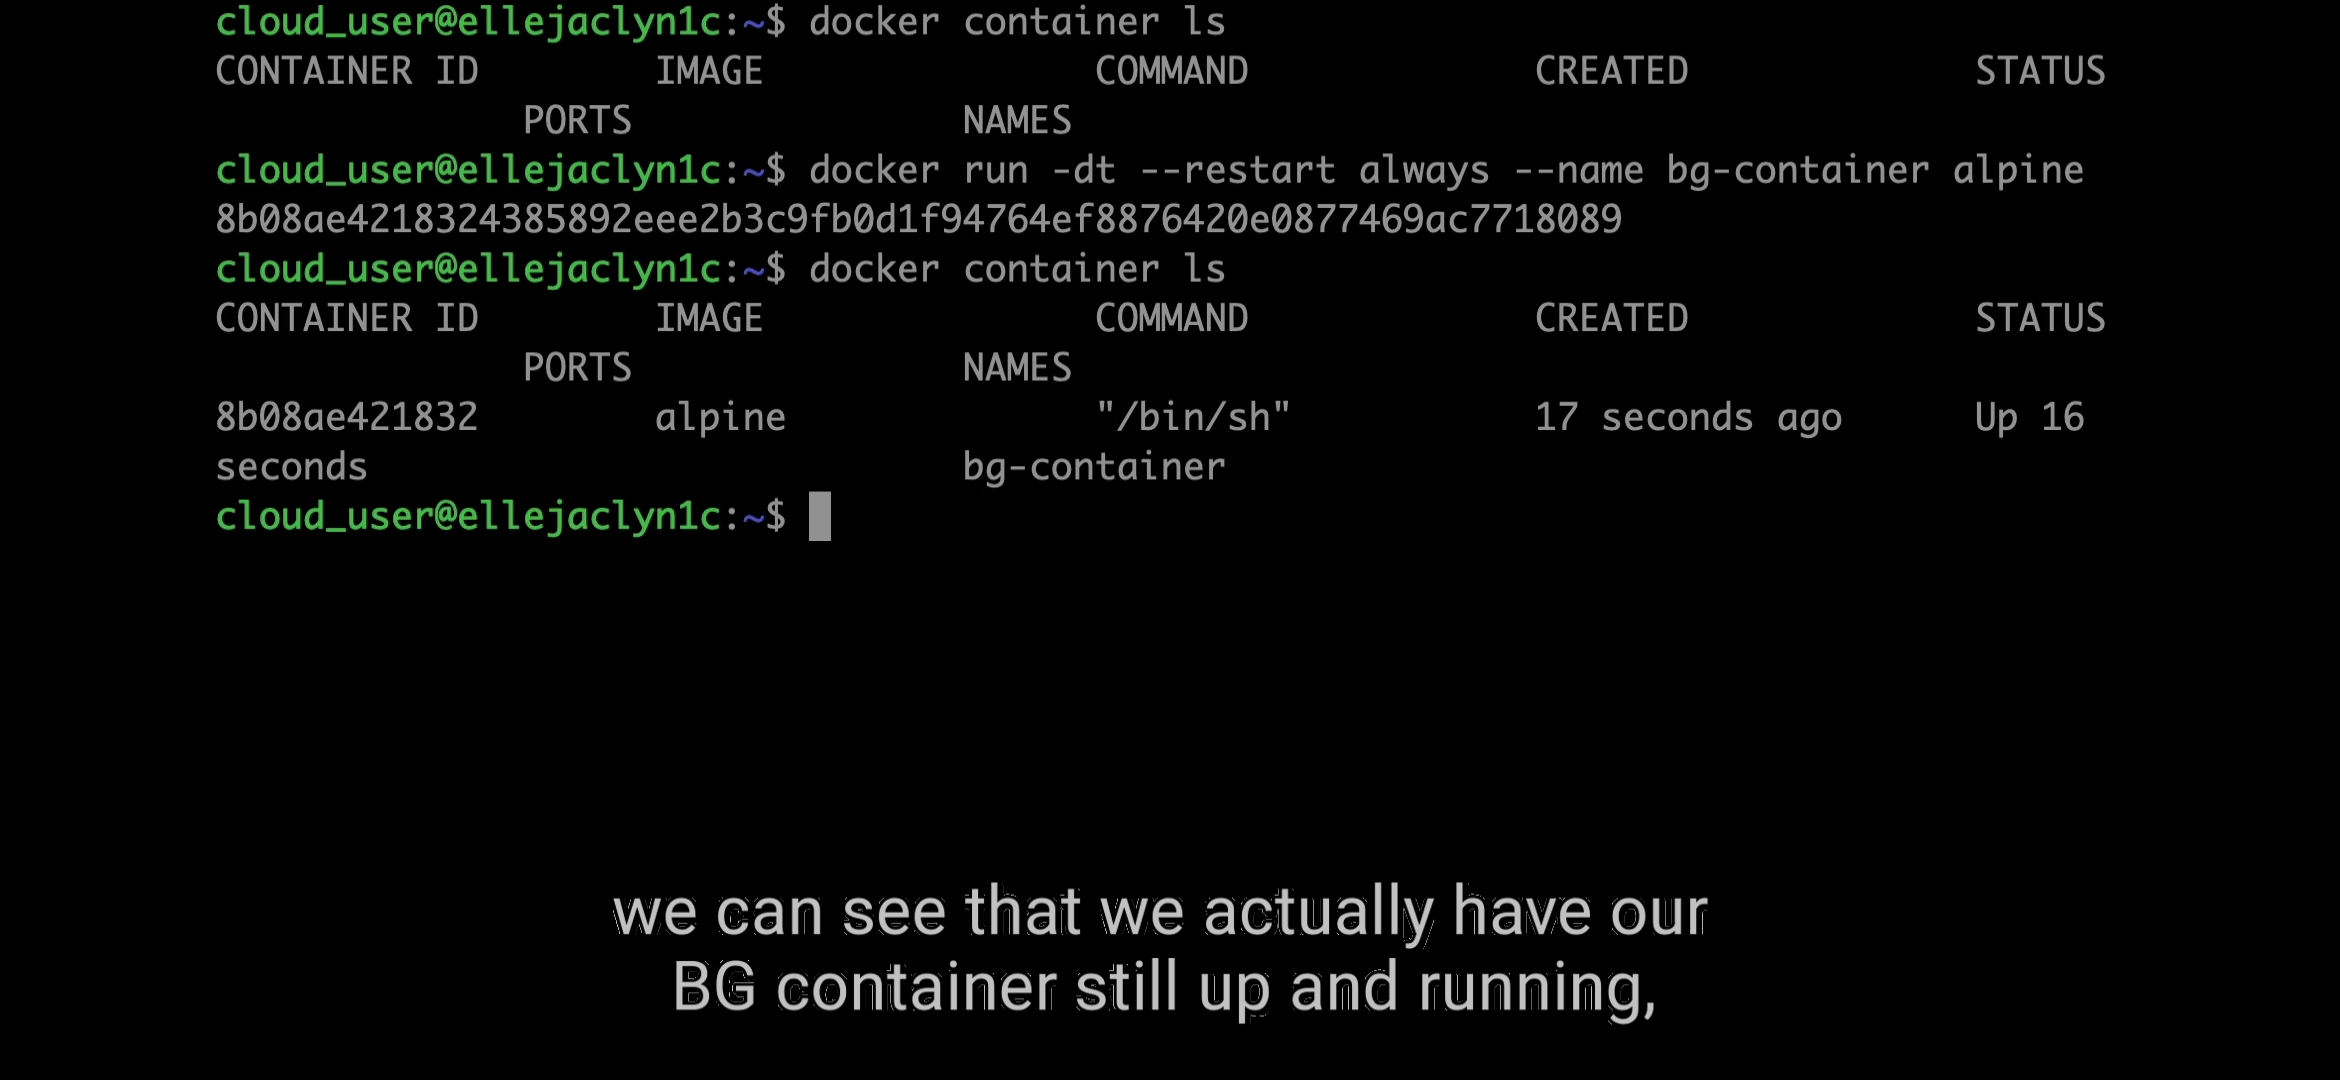 cloud_user@ellejaclyn1c:~$ docker container ls
CONTAINER ID IMAGE COMMAND CREATED STATUS
PORTS NAMES
cloud_user@ellejaclyn1c:~$ docker run -dt --restart always --name bg-container alpine
8b08ae4218324385892eee2b3c9fb0d1f94764ef8876420e0877469ac7718089
cloud_user@ellejaclyn1c:~$ docker container ls
CONTAINER ID IMAGE COMMAND CREATED STATUS
PORTS NAMES
8b08ae421832 alpine "/bin/sh" 17 seconds ago Up 16
seconds bg-container
cloud_user@ellejaclyn1c:~$
we can see that we actually have our
BG container still up and running,